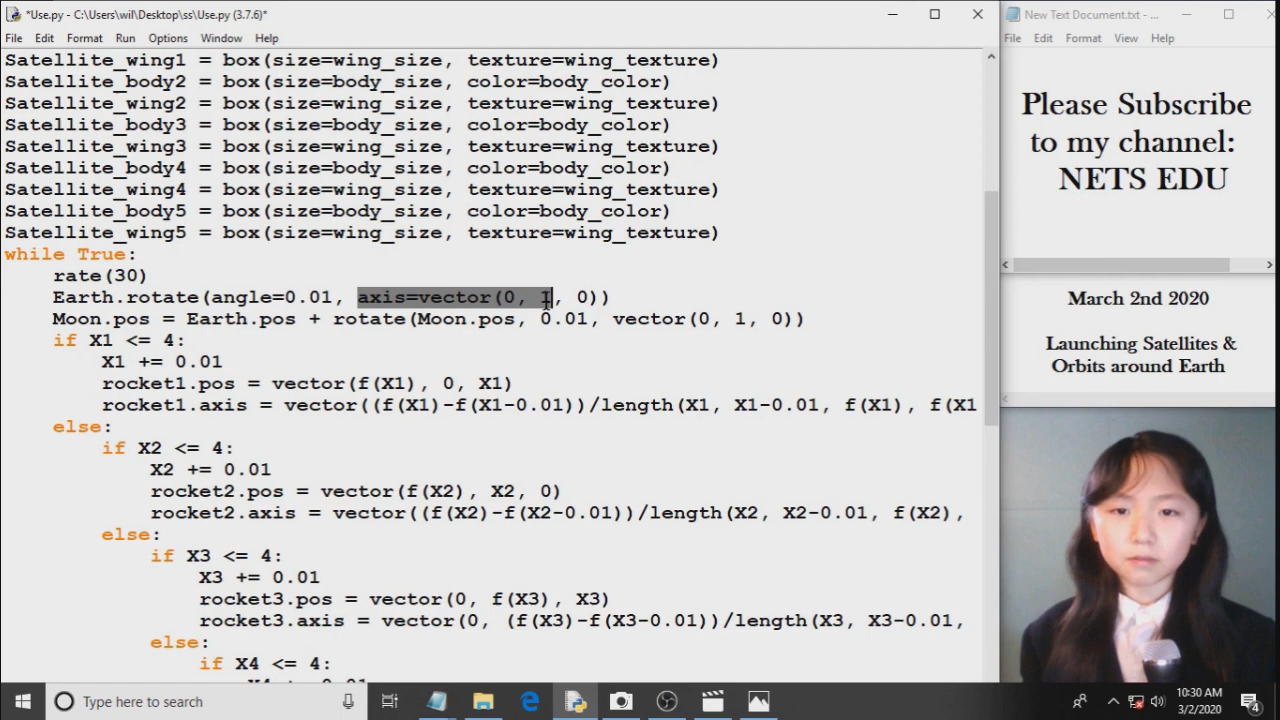 *Use.py - C:\Users\wil\Desktop\ss\Use.py (3.7.6)*
File Edit Format Run Options Window Help
Satellite_wing1 = box(size=wing_size, texture=wing_texture)
Satellite_body2 = box(size=body_size, color=body_color)
Satellite_wing2 = box(size=wing_size, texture=wing_texture)
Satellite_body3 = box(size=body_size, color=body_color)
Satellite_wing3 = box(size=wing_size, texture=wing_texture)
Satellite_body4 = box(size=body_size, color=body_color)
Satellite_wing4 = box(size=wing_size, texture=wing_texture)
Satellite_body5 = box(size=body_size, color=body_color)
Satellite_wing5 = box(size=wing_size, texture=wing_texture)
while True:
rate(30)
Earth.rotate(angle=0.01, axis=vector(0, 1, 0))
Moon.pos = Earth.pos + rotate(Moon.pos, 0.01, vector(0, 1, 0))
if X1 <= 4:
X1 += 0.01
rocket1.pos = vector(f(X1), 0, X1)
rocket1.axis = vector((f(X1)-f(X1-0.01))/length(X1, X1-0.01, f(X1), f(X1
else:
if X2 <= 4:
X2 += 0.01
rocket2.pos = vector(f(X2), X2, 0)
rocket2.axis = vector((f(X2)-f(X2-0.01))/length(X2, X2-0.01, f(X2),
else:
if X3 <= 4:
X3 += 0.01
rocket3.pos = vector(0, f(X3), X3)
rocket3.axis = vector(0, (f(X3)-f(X3-0.01))/length(X3, X3-0.01,
else:
if X4 <= 4:
New Text Document.txt - ...
File Edit Format View Help
Please Subscribe
to my channel:
NETS EDU
March 2nd 2020
Launching Satellites &
Orbits around Earth
Type here to search
10:30 AM
3/2/2020
4